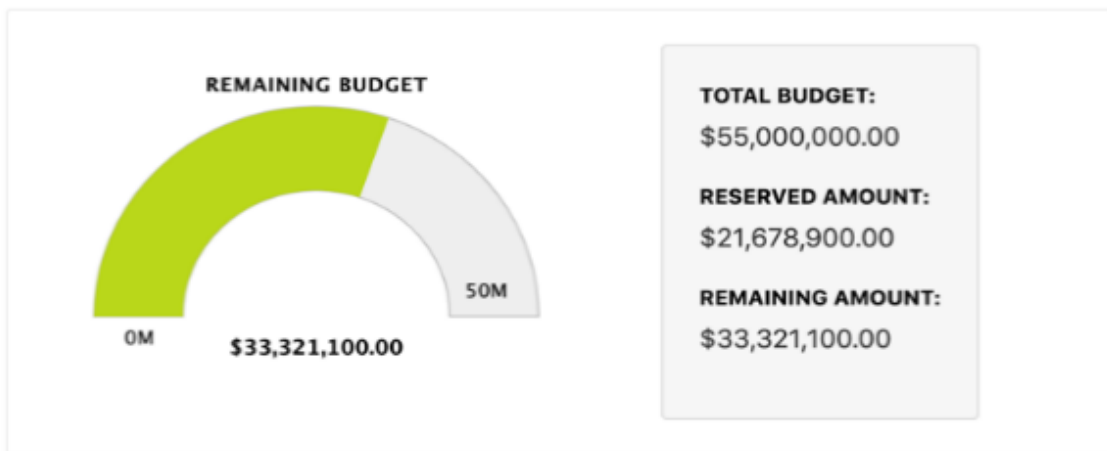 REMAINING BUDGET
50M
0M
$33,321,100.00
TOTAL BUDGET:
$55,000,000.00
RESERVED AMOUNT:
$21,678,900.00
REMAINING AMOUNT:
$33,321,100.00